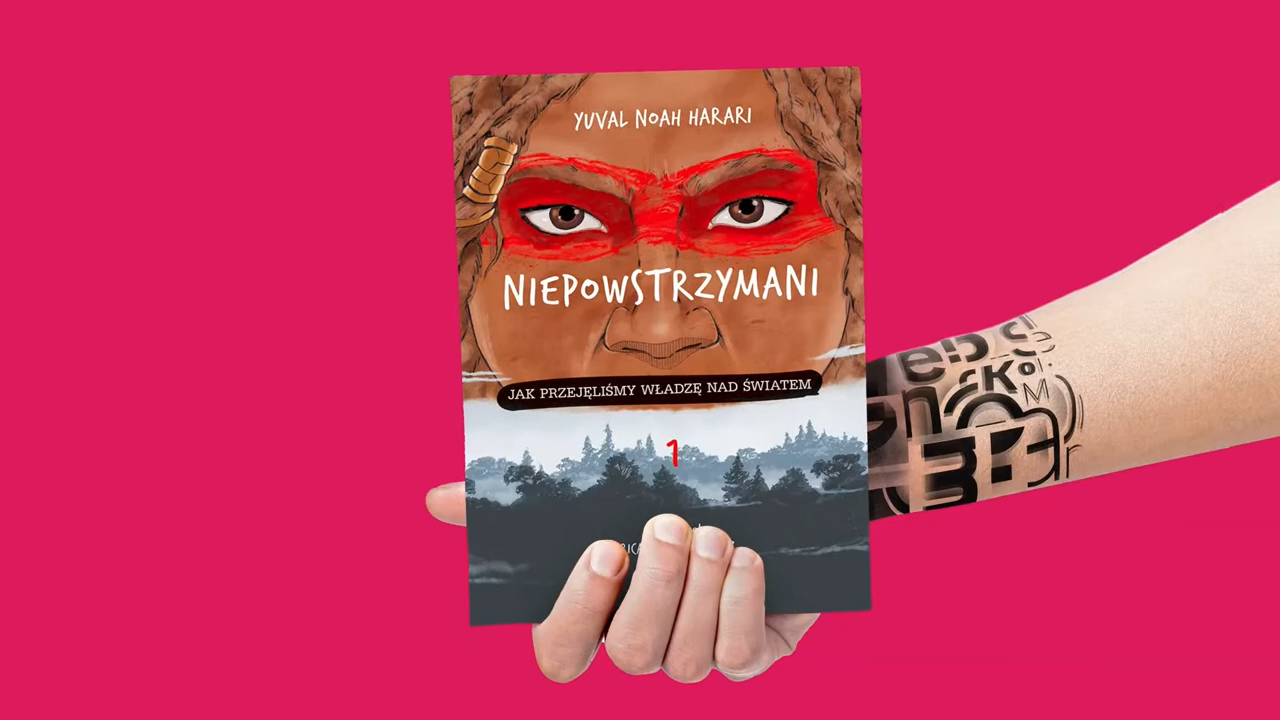 YUVAL NOAH HARARI
NIEPOWSTRZYMANI
JAK PRZEJĘLIŚMY WŁADZĘ NAD ŚWIATEM
1